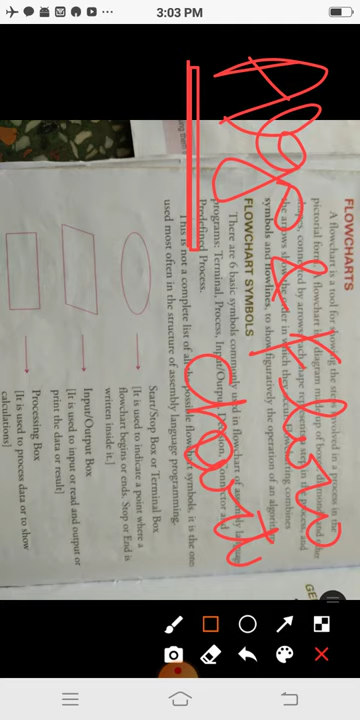 3:03 PM
FLOWCHARTS
A flowchart is a tool for showing the steps involved in a process in the
pictorial form. A flowchart is a diagram made up of boxes, diamonds and other
shapes, connected by arrows each shape represents a step in the process, and
the arrows show the order in which they occur. Flowcharting combines
symbols and flowlines, to show figuratively the operation of an algorithm.
FLOWCHART SYMBOLS
There are 6 basic symbols commonly used in flowchart of assembly language
programs: Terminal, Process, Input/Output, Decision, Connector and
Predefined Process.
This is not a complete list of all the possible flowchart symbols, it is the ones
used most often in the structure of assembly language programming.
Start/Stop Box or Terminal Box
[It is used to indicate a point where a
flowchart begins or ends. Stop or End is
written inside it.]
Input/Output Box
[It is used to input or read and output or
print the data or result]
Processing Box
[It is used to process data or to show
calculations]